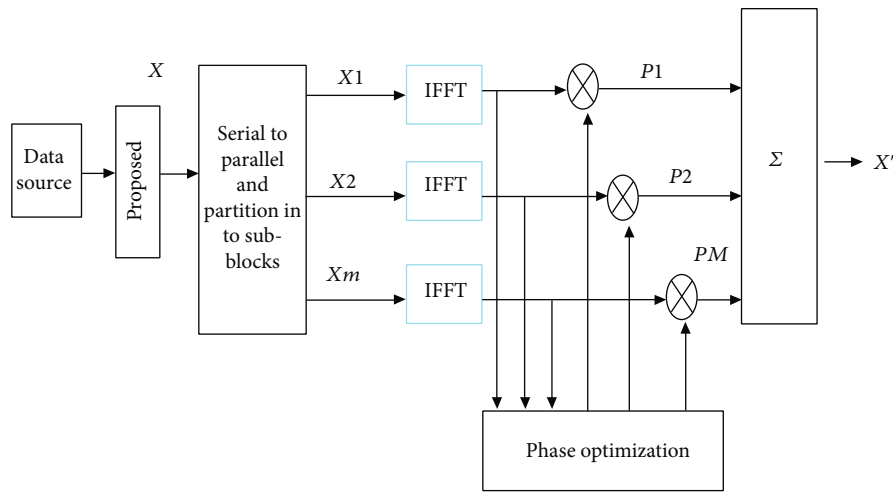 Data
source
Proposed
X
Serial to
parallel
and
partition in
to sub-
blocks
X1
X2
Xm
IFFT
IFFT
IFFT
P1
P2
PM
Σ
X'
Phase optimization